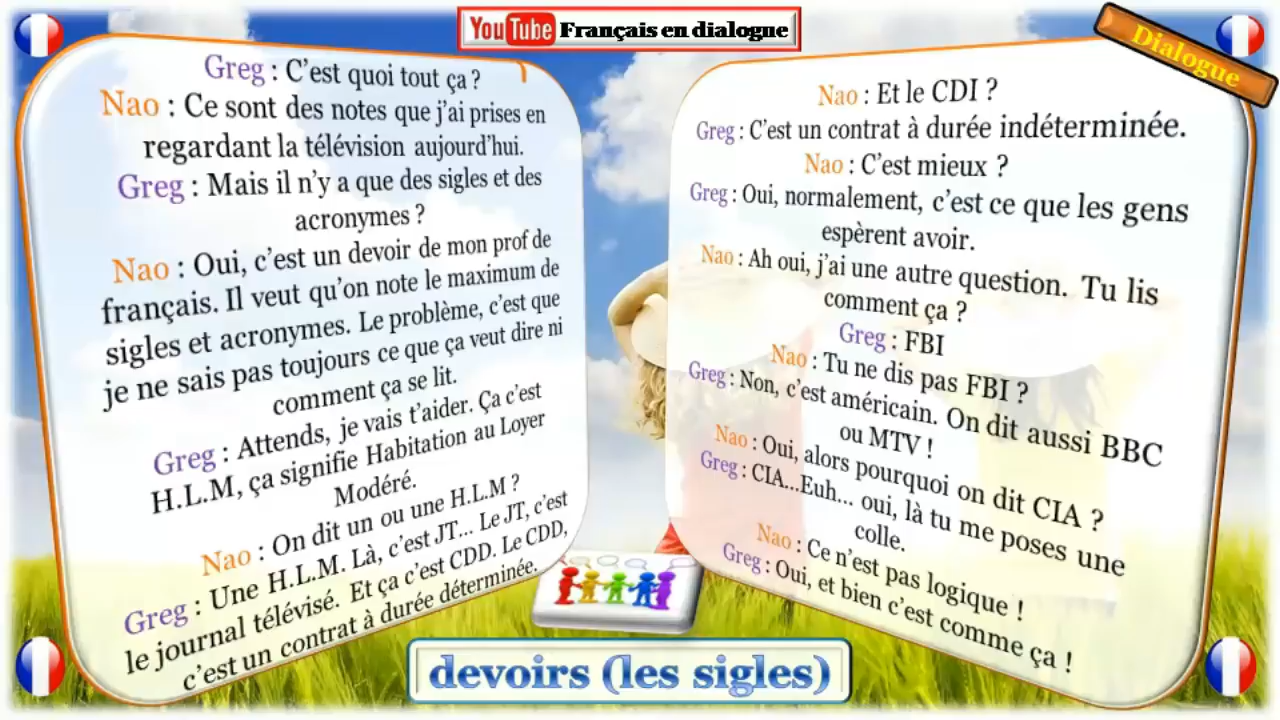 YouTube Français en dialogue
Dialogue
Greg : C'est quoi tout ça ?
Nao : Ce sont des notes que j'ai prises en
regardant la télévision aujourd'hui.
Greg : Mais il n'y a que des sigles et des
acronymes ?
Nao : Oui, c'est un devoir de mon prof de
français. Il veut qu'on note le maximum de
sigles et acronymes. Le problème, c'est que
je ne sais pas toujours ce que ça veut dire ni
comment ça se lit.
Greg : Attends, je vais t'aider. Ça c'est
H.L.M, ça signifie Habitation au Loyer
Modéré.
Nao : On dit un ou une H.L.M ?
Greg : Une H.L.M. Là, c'est JT... Le JT, c'est
le journal télévisé. Et ça c'est CDD. Le CDD,
c'est un contrat à durée déterminée.
Nao : Et le CDI ?
Greg : C'est un contrat à durée indéterminée.
Nao : C'est mieux ?
Greg : Oui, normalement, c'est ce que les gens
espèrent avoir.
Nao : Ah oui, j'ai une autre question. Tu lis
comment ça ?
Greg : FBI
Nao : Tu ne dis pas FBI ?
Greg : Non, c'est américain. On dit aussi BBC
ou MTV !
Nao : Oui, alors pourquoi on dit CIA ?
Greg : CIA...Euh... oui, là tu me poses une
colle.
Nao : Ce n'est pas logique !
Greg : Oui, et bien c'est comme ça !
devoirs (les sigles)